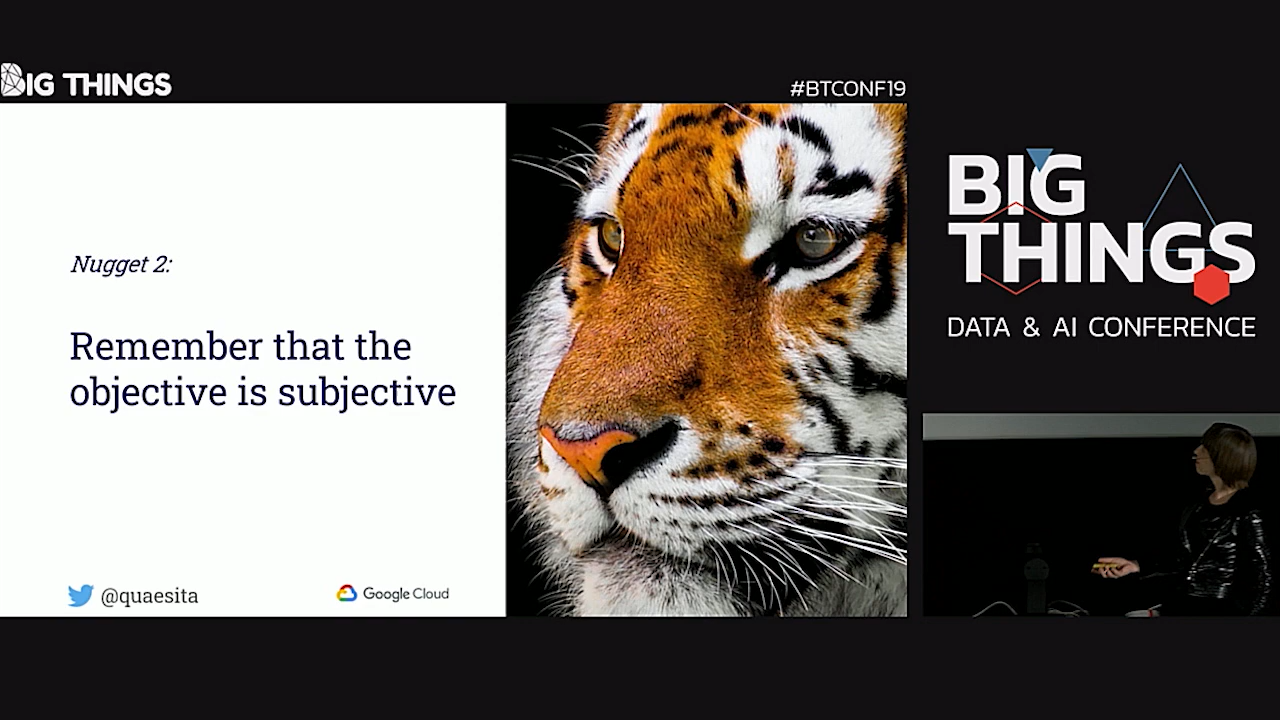 BIG THINGS
#BTCONF19
Nugget 2:
Remember that the
objective is subjective
@quaesita
Google Cloud
BIG
THINGS
DATA & AI CONFERENCE